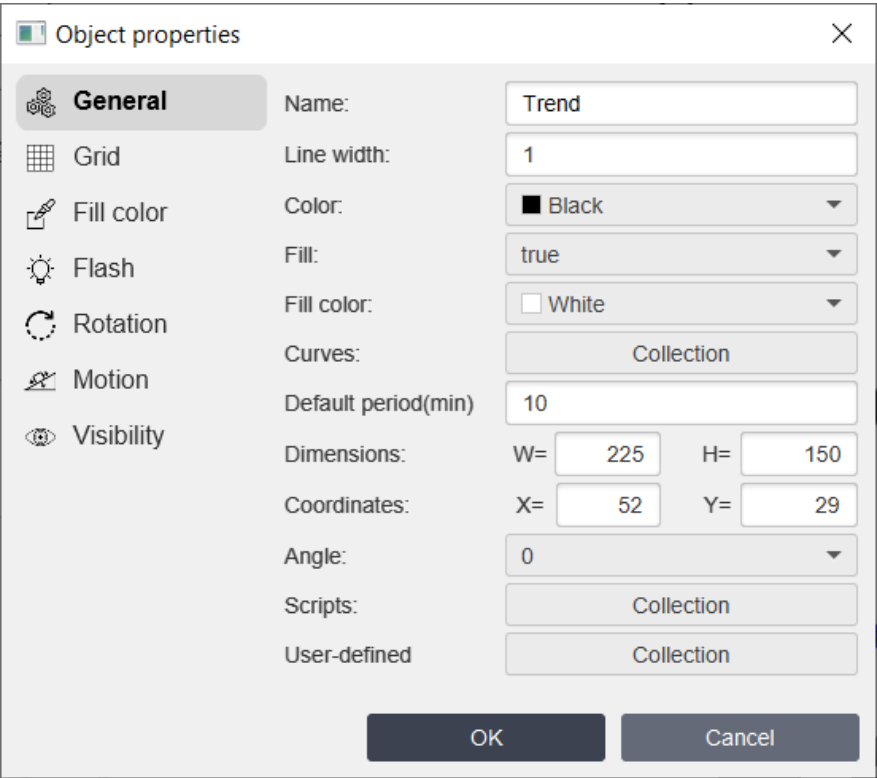 Object properties
General
Grid
Fill color
Flash
Rotation
Motion
Visibility
Name: Trend
Line width: 1
Color: Black
Fill: true
Fill color: White
Curves: Collection
Default period(min) 10
Dimensions: W= 225 H= 150
Coordinates: X= 52 Y= 29
Angle: 0
Scripts: Collection
User-defined Collection
OK Cancel